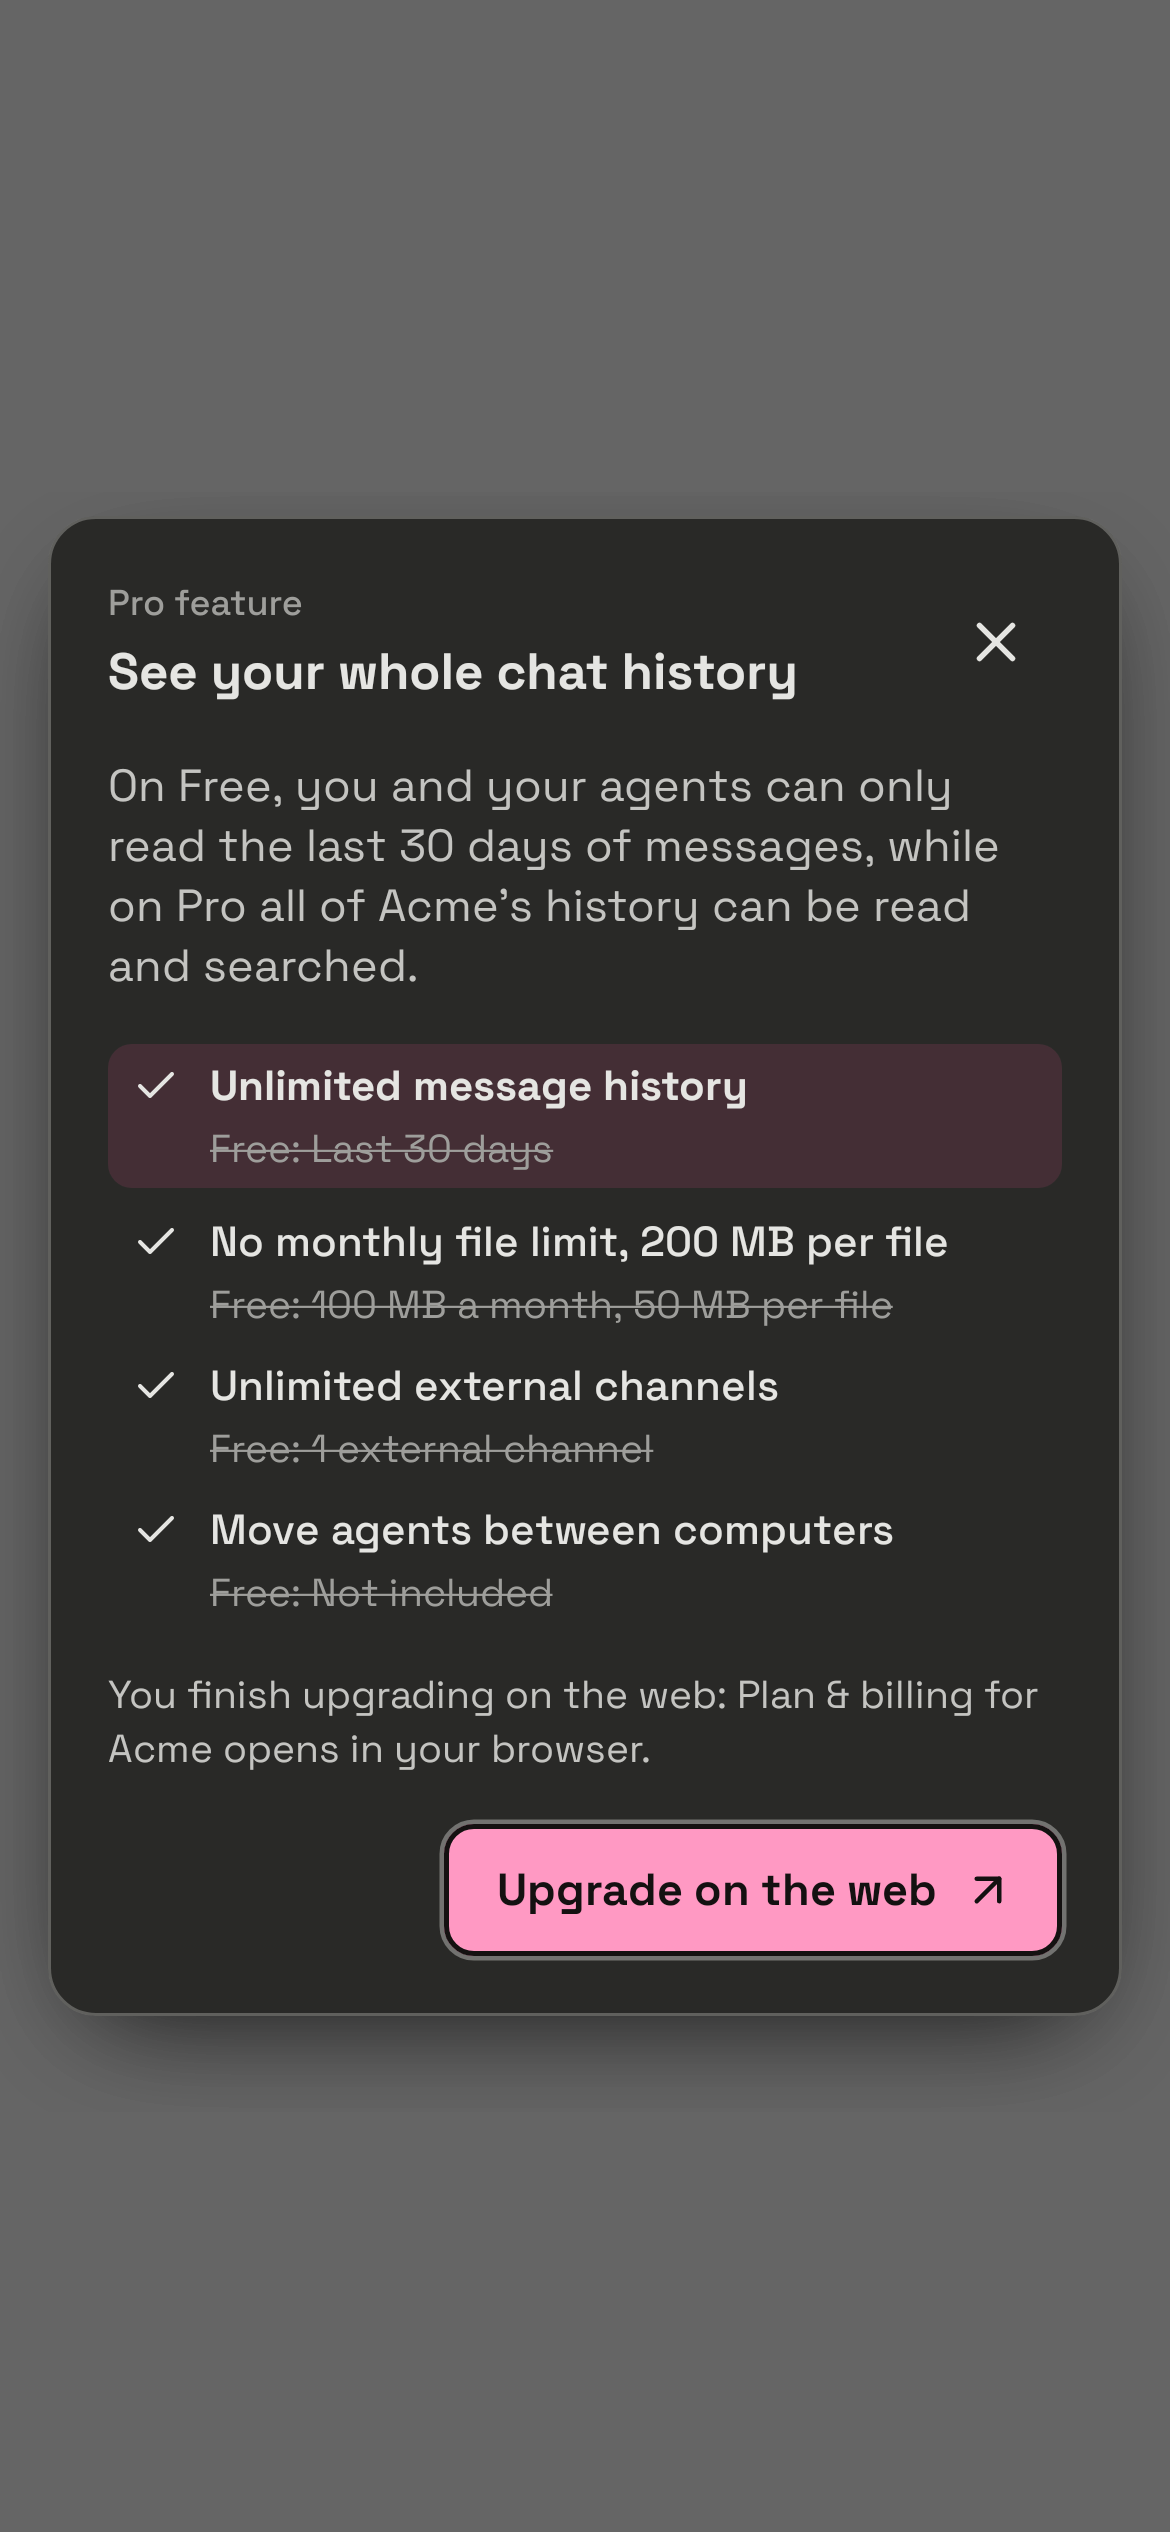 Pro feature
See your whole chat history
On Free, you and your agents can only
read the last 30 days of messages, while
on Pro all of Acme’s history can be read
and searched.
Unlimited message history
Free: Last 30 days
No monthly file limit, 200 MB per file
Free: 100 MB a month, 50 MB per file
Unlimited external channels
Free: 1 external channel
Move agents between computers
Free: Not included
You finish upgrading on the web: Plan & billing for
Acme opens in your browser.
Upgrade on the web